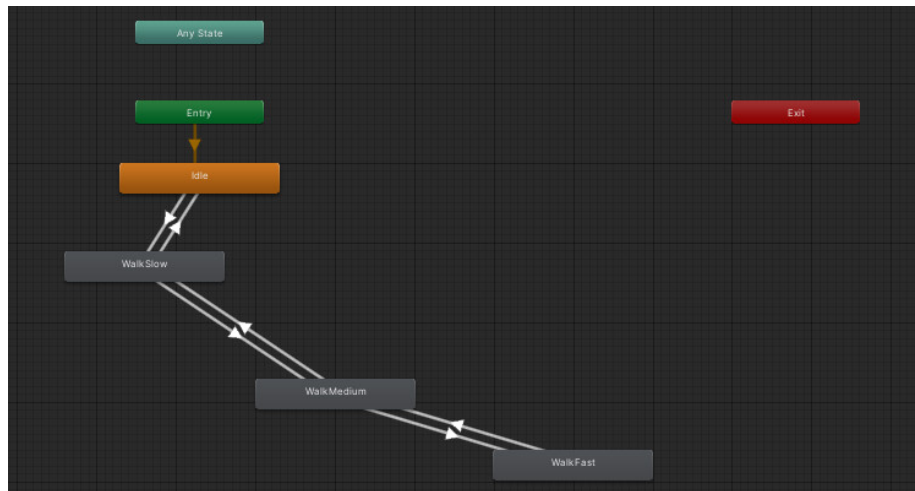 Any State
Entry
Exit
Idle
WalkSlow
WalkMedium
WalkFast